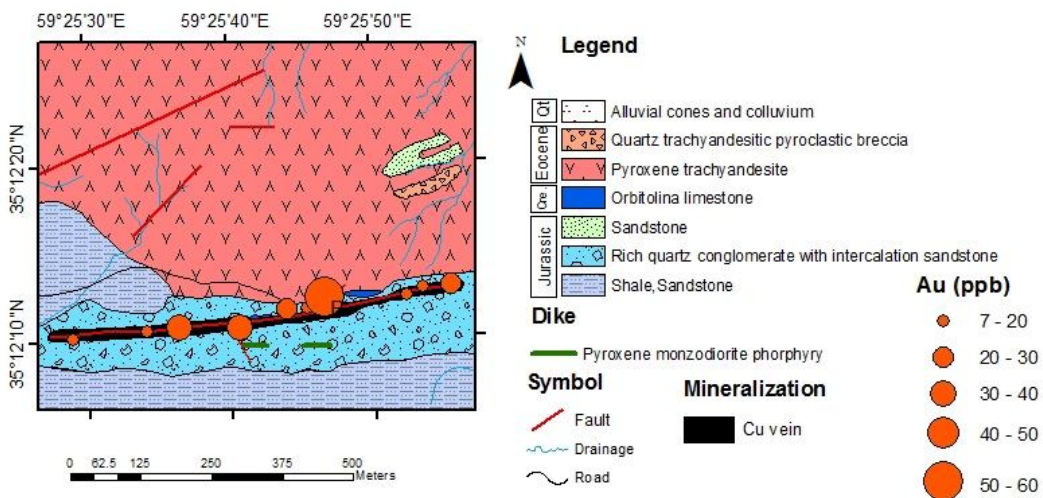 59°25'30"E 59°25'40"E 59°25'50"E
35°12'20"N
35°12'10"N
0 62.5 125 250 375 500
Meters
N
Legend
Qt
Alluvial cones and colluvium
Eocene
Quartz trachyandesitic pyroclastic breccia
Pyroxene trachyandesite
Cre.
Orbitolina limestone
Jurassic
Sandstone
Rich quartz conglomerate with intercalation sandstone
Shale,Sandstone
Dike
Pyroxene monzodiorite phorphyry
Symbol
Fault
Drainage
Road
Mineralization
Cu vein
Au (ppb)
7 - 20
20 - 30
30 - 40
40 - 50
50 - 60